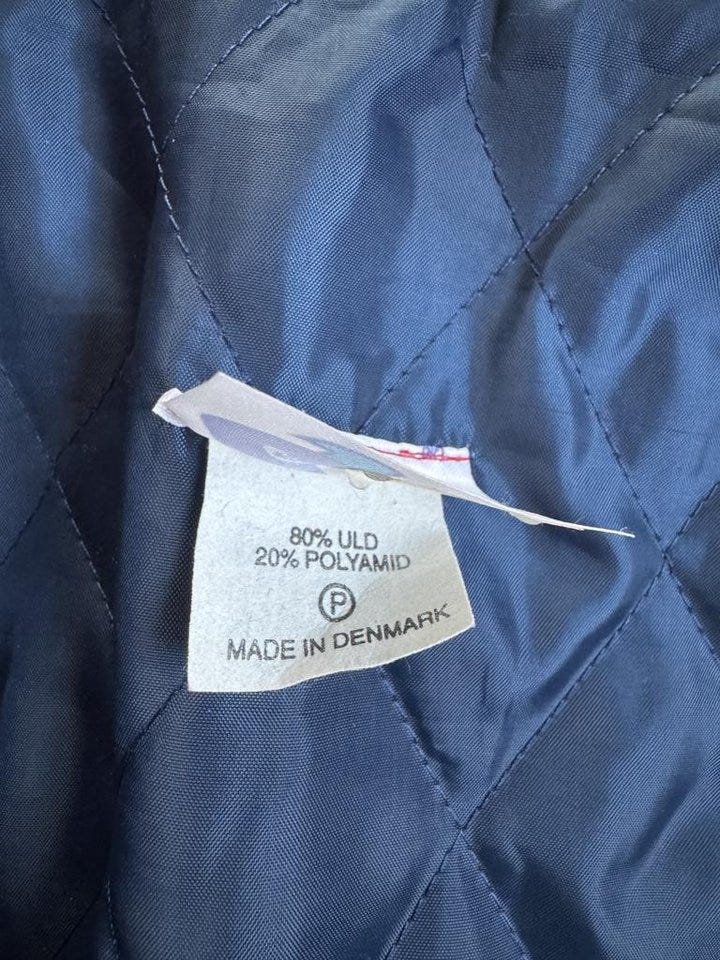 80% ULD
20% POLYAMID
P
MADE IN DENMARK